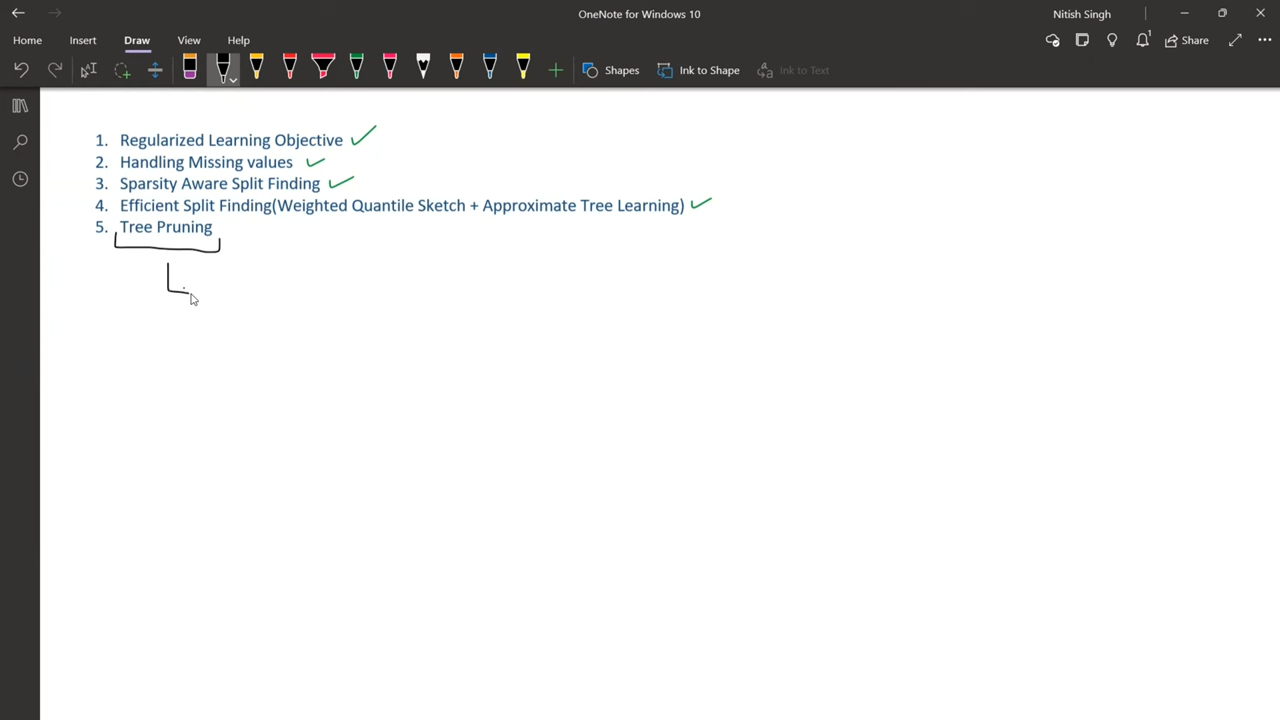 OneNote for Windows 10
Nitish Singh
Home Insert Draw View Help
1
Share
Shapes
Ink to Shape
Ink to Text
1. Regularized Learning Objective
2. Handling Missing values
3. Sparsity Aware Split Finding
4. Efficient Split Finding(Weighted Quantile Sketch + Approximate Tree Learning)
5. Tree Pruning